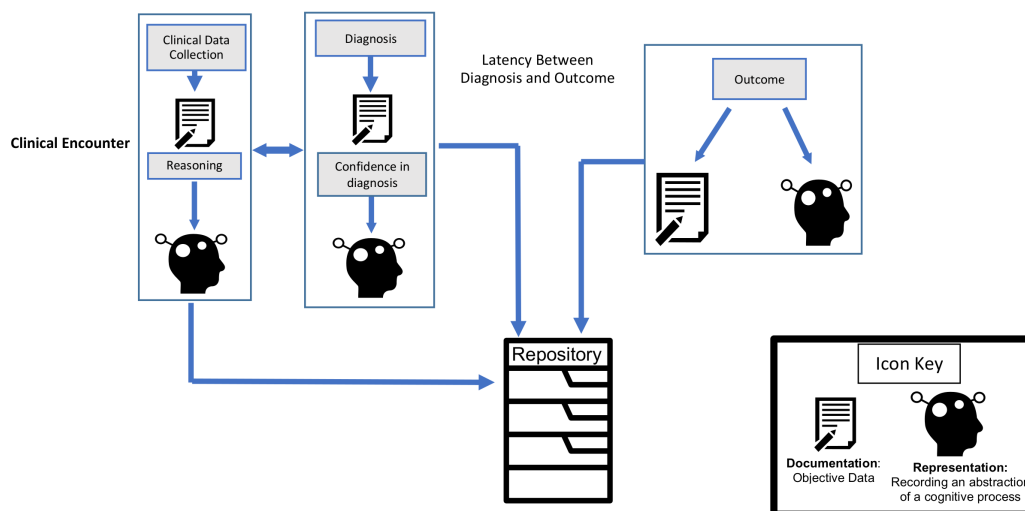 Clinical Encounter
Clinical Data
Collection
Reasoning
Diagnosis
Confidence in
diagnosis
Latency Between
Diagnosis and Outcome
Outcome
Repository
Icon Key
Documentation:
Objective Data
Representation:
Recording an abstraction
of a cognitive process